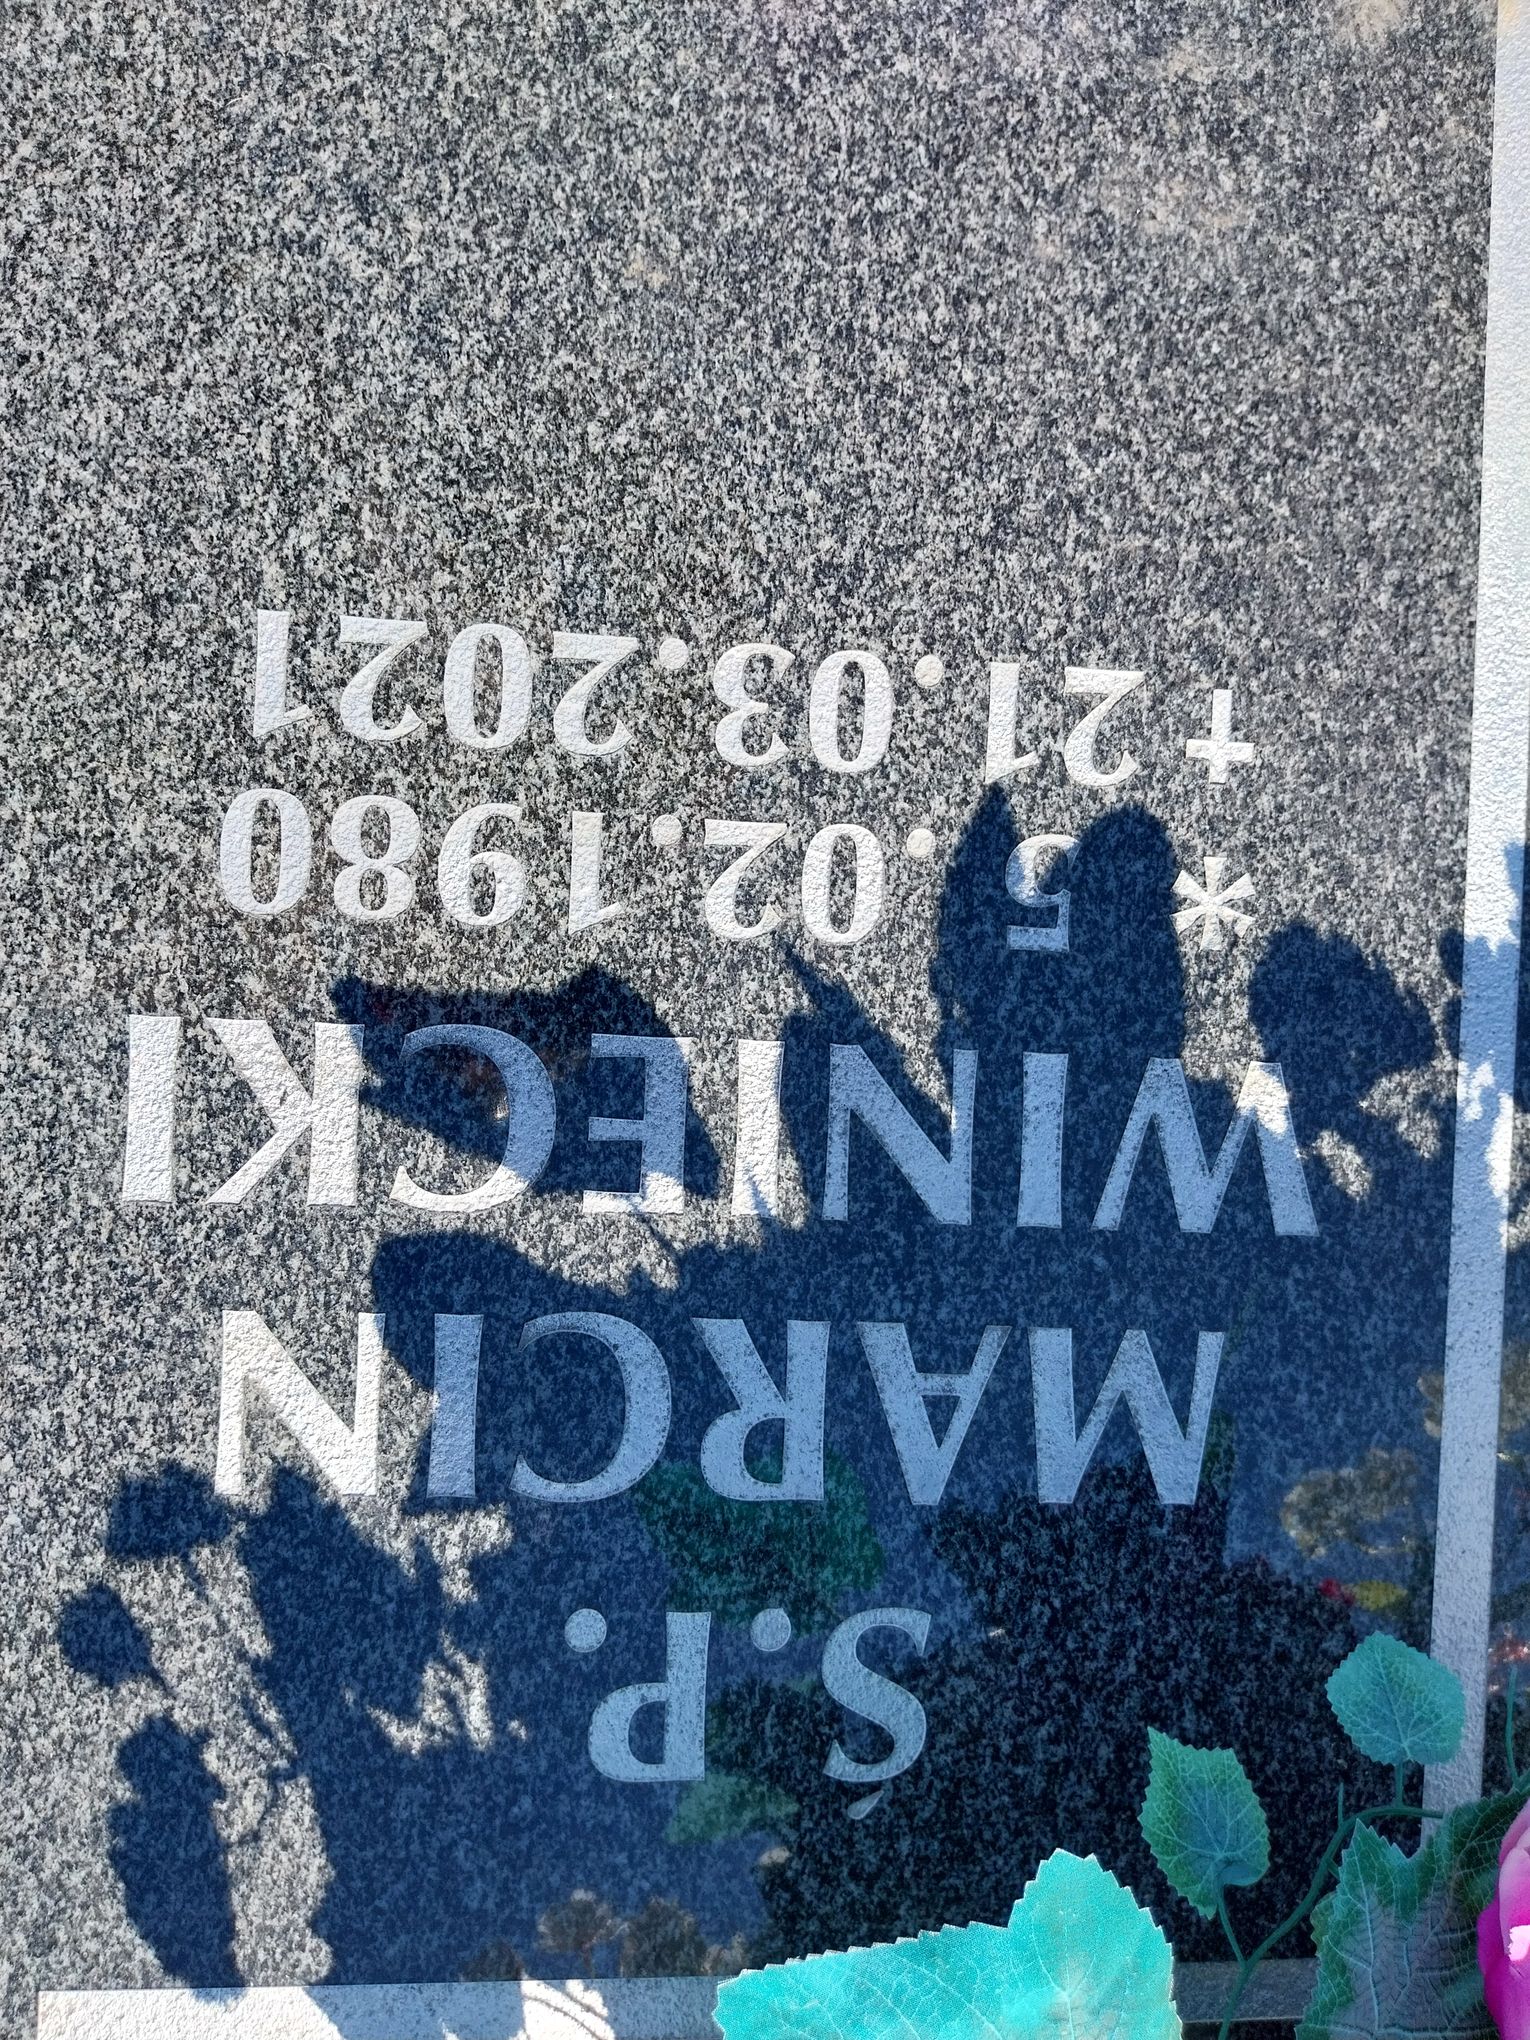 Ś.P.
MARCIN
WINIECKI
* 5.02.1980
+ 21.03.2021